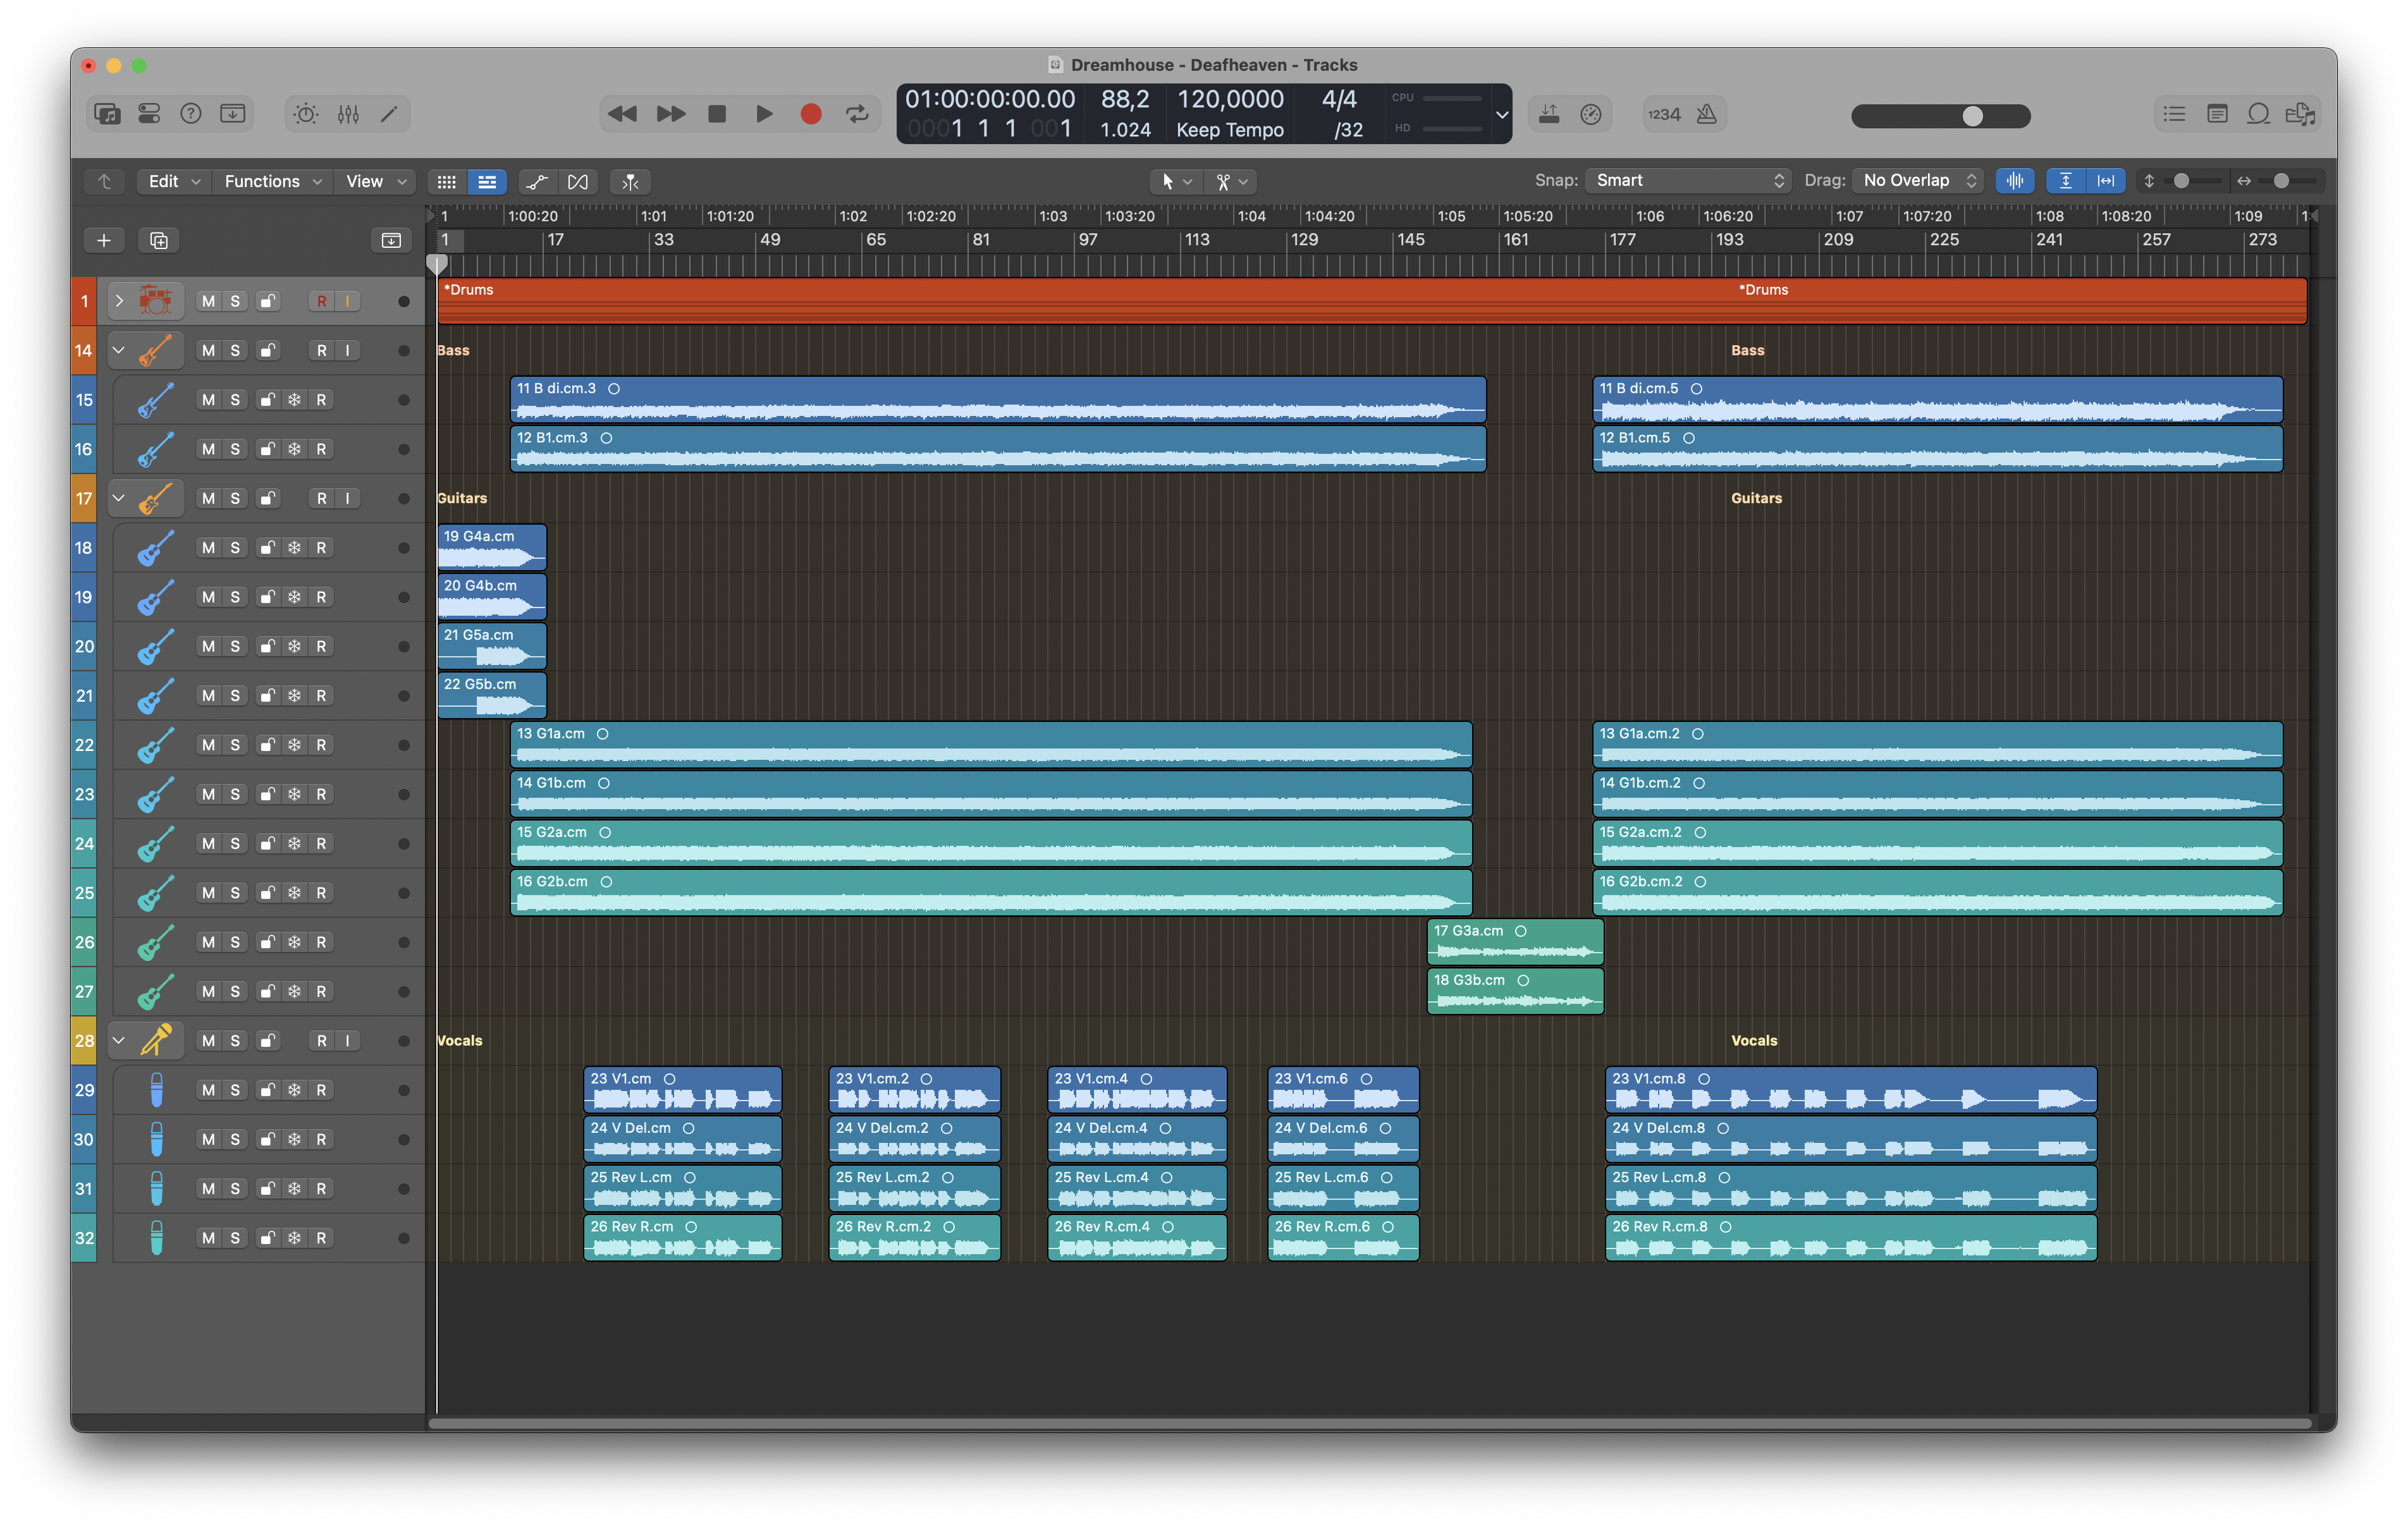 Dreamhouse - Deafheaven - Tracks
01:00:00:00.00 88,2 120,0000 4/4 CPU
0001 1 1 001 1.024 Keep Tempo /32 HD
1234
Edit Functions View Snap: Smart Drag: No Overlap
1 1:00:20 1:01 1:01:20 1:02 1:02:20 1:03 1:03:20 1:04 1:04:20 1:05 1:05:20 1:06 1:06:20 1:07 1:07:20 1:08 1:08:20 1:09
1 17 33 49 65 81 97 113 129 145 161 177 193 209 225 241 257 273
1 M S R I *Drums *Drums
14 M S R I Bass Bass
15 M S R 11 B di.cm.3 11 B di.cm.5
16 M S R 12 B1.cm.3 12 B1.cm.5
17 M S R I Guitars Guitars
18 M S R 19 G4a.cm
19 M S R 20 G4b.cm
20 M S R 21 G5a.cm
21 M S R 22 G5b.cm
22 M S R 13 G1a.cm 13 G1a.cm.2
23 M S R 14 G1b.cm 14 G1b.cm.2
24 M S R 15 G2a.cm 15 G2a.cm.2
25 M S R 16 G2b.cm 16 G2b.cm.2
26 M S R 17 G3a.cm
27 M S R 18 G3b.cm
28 M S R I Vocals Vocals
29 M S R 23 V1.cm 23 V1.cm.2 23 V1.cm.4 23 V1.cm.6 23 V1.cm.8
30 M S R 24 V Del.cm 24 V Del.cm.2 24 V Del.cm.4 24 V Del.cm.6 24 V Del.cm.8
31 M S R 25 Rev L.cm 25 Rev L.cm.2 25 Rev L.cm.4 25 Rev L.cm.6 25 Rev L.cm.8
32 M S R 26 Rev R.cm 26 Rev R.cm.2 26 Rev R.cm.4 26 Rev R.cm.6 26 Rev R.cm.8